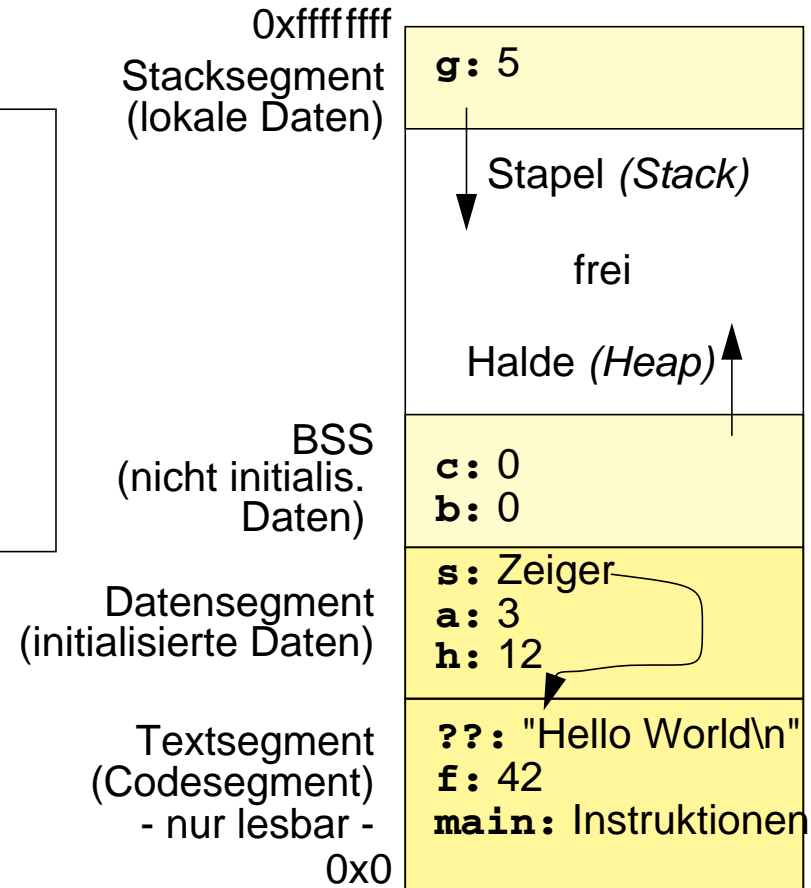 0xffffffff
Stacksegment
(lokale Daten)
g: 5
Stapel (Stack)
frei
Halde (Heap)
BSS
(nicht initialis.
Daten)
c: 0
b: 0
Datensegment
(initialisierte Daten)
s: Zeiger
a: 3
h: 12
Textsegment
(Codesegment)
- nur lesbar -
0x0
??: "Hello World\n"
f: 42
main: Instruktionen